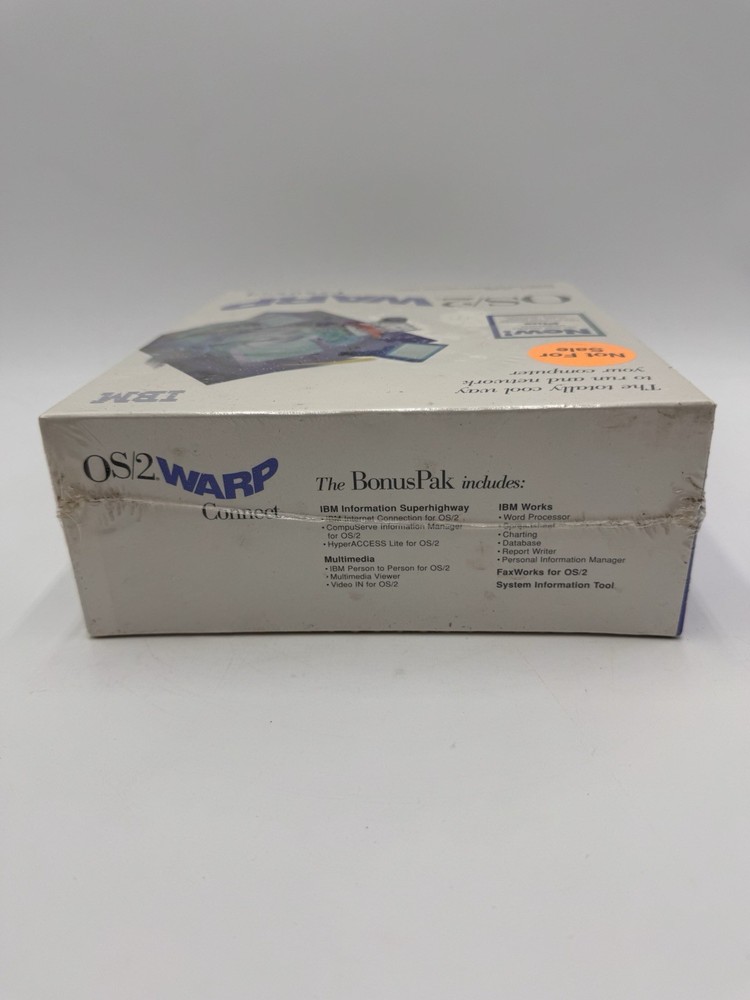 OS/2 WARP
New!
Not For
Sale
The totally cool way
to run and network
your computer
IBM
OS/2 WARP
Connect
The BonusPak includes:
IBM Information Superhighway
• IBM Internet Connection for OS/2
• CompuServe Information Manager
for OS/2
• HyperACCESS Lite for OS/2
Multimedia
• IBM Person to Person for OS/2
• Multimedia Viewer
• Video IN for OS/2
IBM Works
• Word Processor
• Spreadsheet
• Charting
• Database
• Report Writer
• Personal Information Manager
FaxWorks for OS/2
System Information Tool